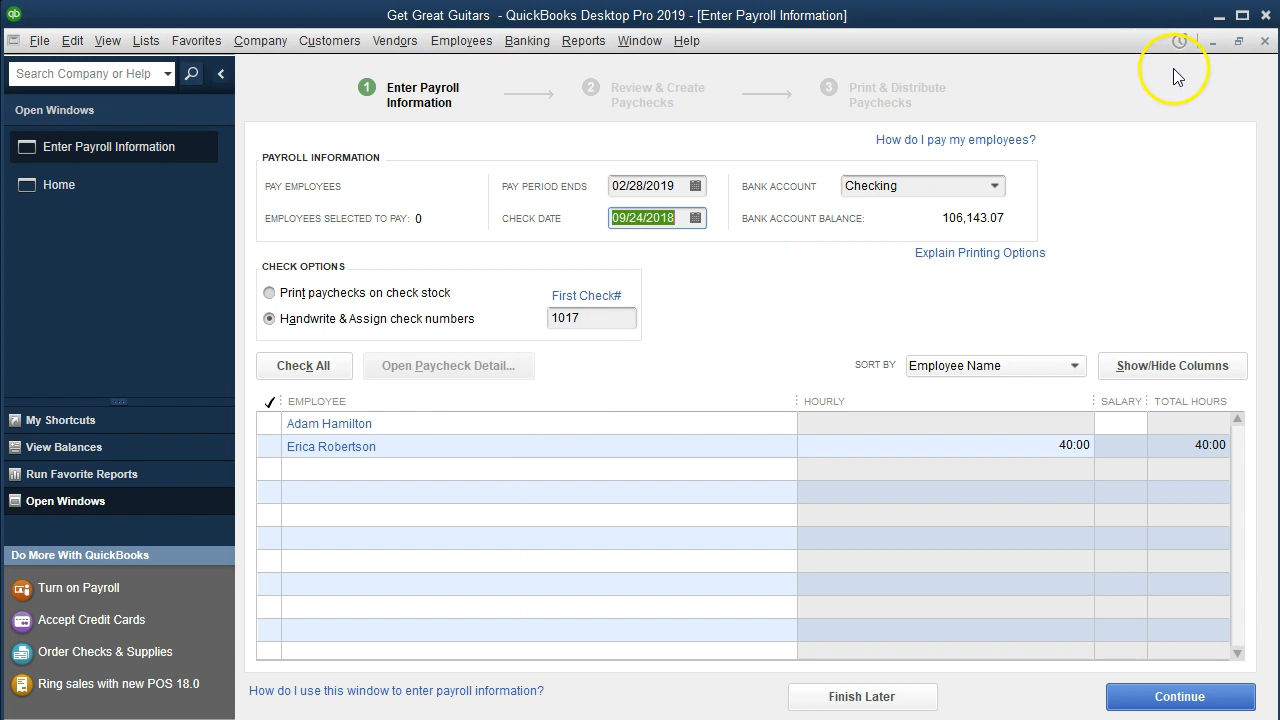 Get Great Guitars - QuickBooks Desktop Pro 2019 - [Enter Payroll Information]
File Edit View Lists Favorites Company Customers Vendors Employees Banking Reports Window Help
Search Company or Help
Open Windows
Enter Payroll Information
Home
My Shortcuts
View Balances
Run Favorite Reports
Open Windows
Do More With QuickBooks
Turn on Payroll
Accept Credit Cards
Order Checks & Supplies
Ring sales with new POS 18.0
1 Enter Payroll Information
2 Review & Create Paychecks
3 Print & Distribute Paychecks
How do I pay my employees?
PAYROLL INFORMATION
PAY EMPLOYEES PAY PERIOD ENDS 02/28/2019 BANK ACCOUNT Checking
EMPLOYEES SELECTED TO PAY: 0 CHECK DATE 09/24/2018 BANK ACCOUNT BALANCE: 106,143.07
Explain Printing Options
CHECK OPTIONS
Print paychecks on check stock First Check#
Handwrite & Assign check numbers 1017
Check All Open Paycheck Detail... SORT BY Employee Name Show/Hide Columns
EMPLOYEE HOURLY SALARY TOTAL HOURS
Adam Hamilton
Erica Robertson 40:00 40:00
How do I use this window to enter payroll information? Finish Later Continue